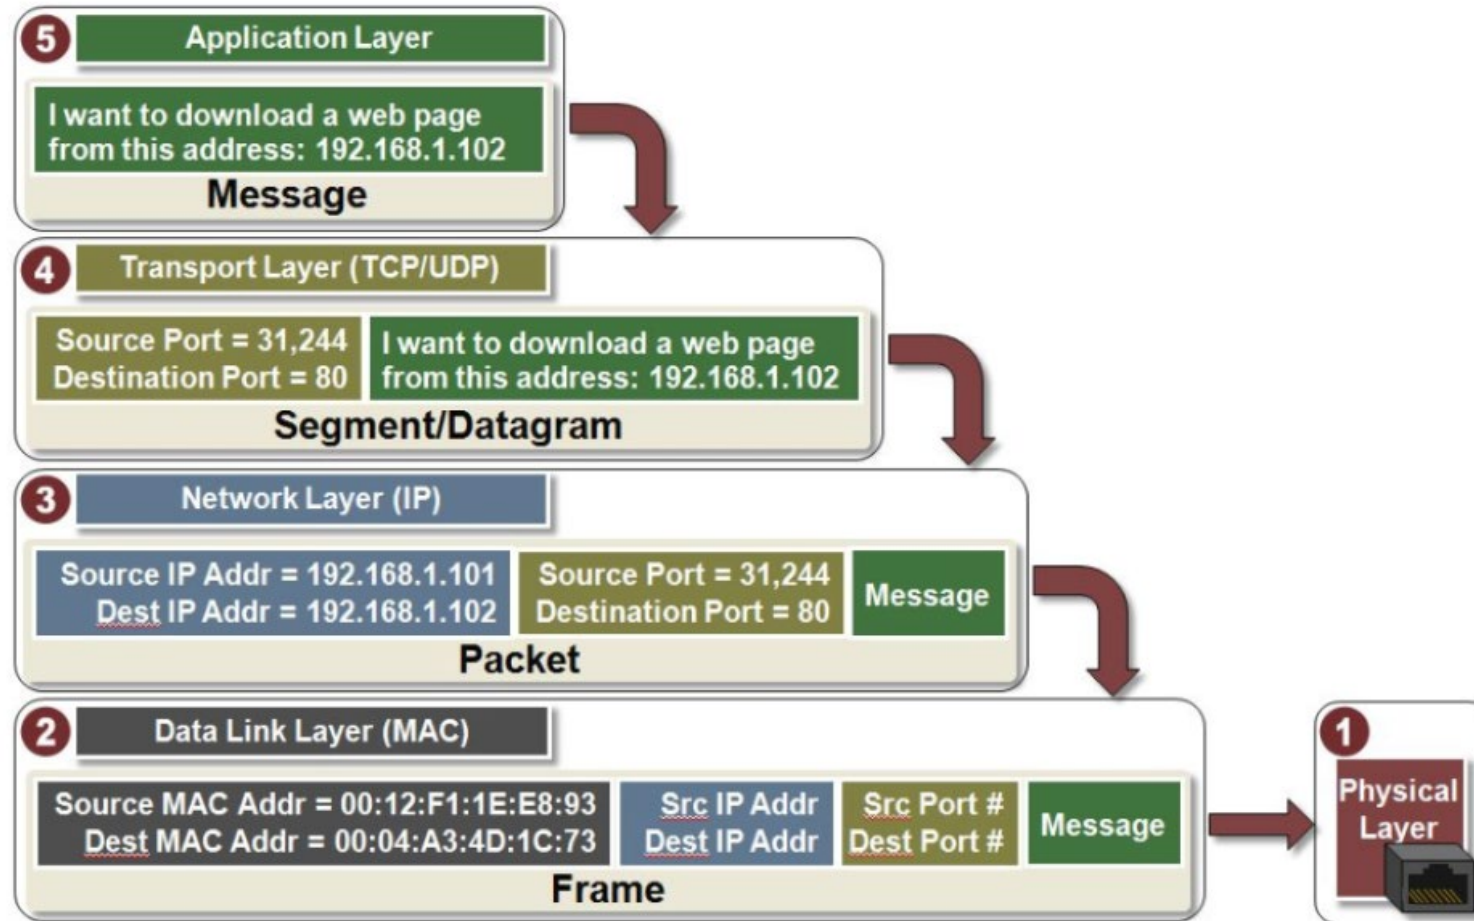 5
Application Layer
I want to download a web page
from this address: 192.168.1.102
Message
4
Transport Layer (TCP/UDP)
Source Port = 31,244
Destination Port = 80
I want to download a web page
from this address: 192.168.1.102
Segment/Datagram
3
Network Layer (IP)
Source IP Addr = 192.168.1.101
Dest IP Addr = 192.168.1.102
Source Port = 31,244
Destination Port = 80
Message
Packet
2
Data Link Layer (MAC)
Source MAC Addr = 00:12:F1:1E:E8:93
Dest MAC Addr = 00:04:A3:4D:1C:73
Src IP Addr
Dest IP Addr
Src Port #
Dest Port #
Message
Frame
1
Physical
Layer